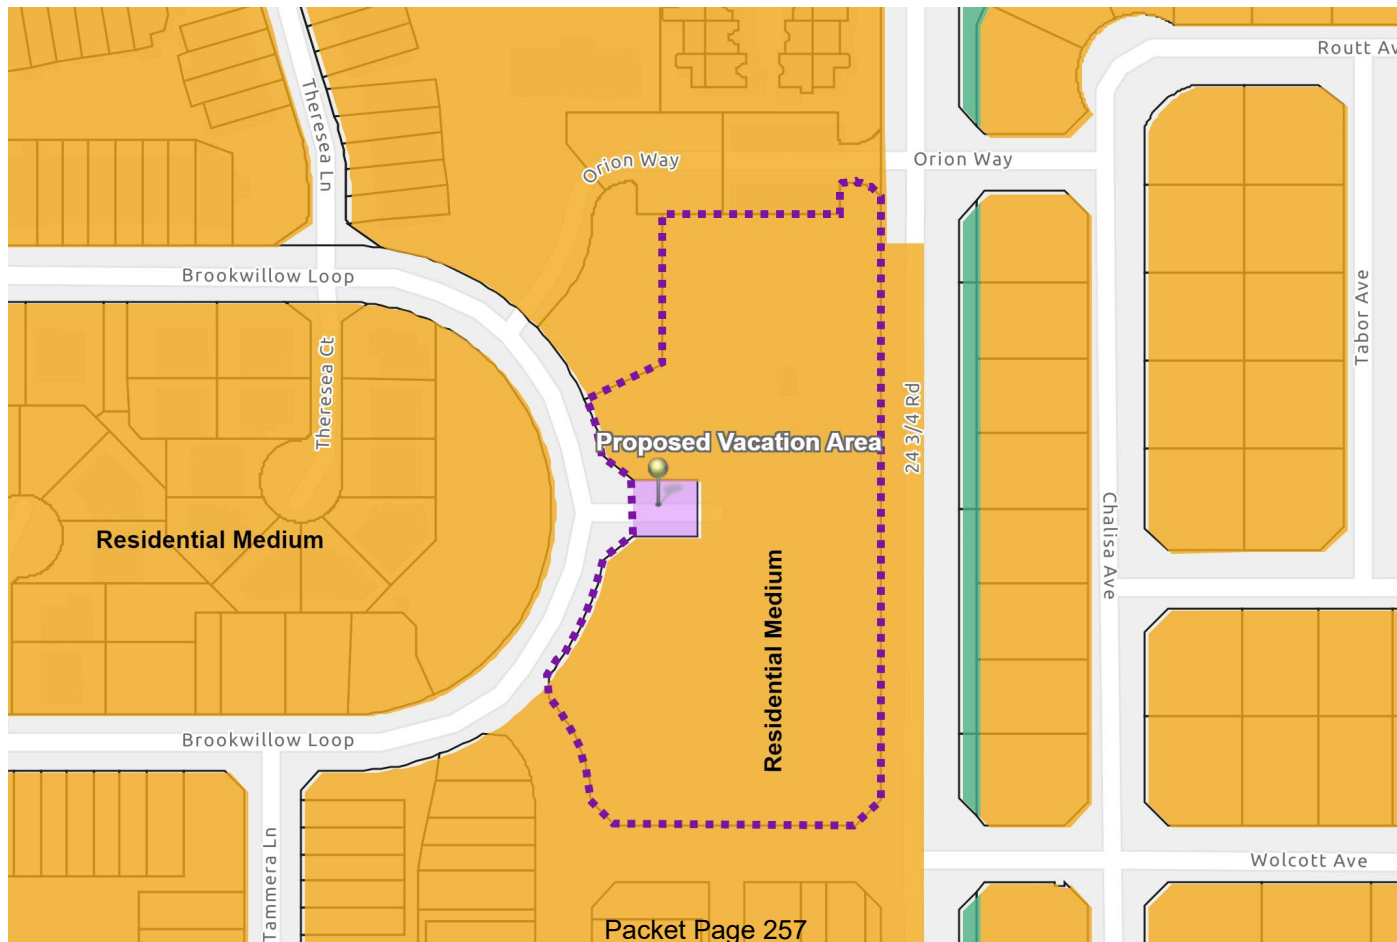 Routt Av
Theresea Ln
Orion Way
Orion Way
Brookwillow Loop
Theresea Ct
Tabor Ave
24 3/4 Rd
Proposed Vacation Area
Chalisa Ave
Residential Medium
Residential Medium
Brookwillow Loop
Tammera Ln
Wolcott Ave
Packet Page 257